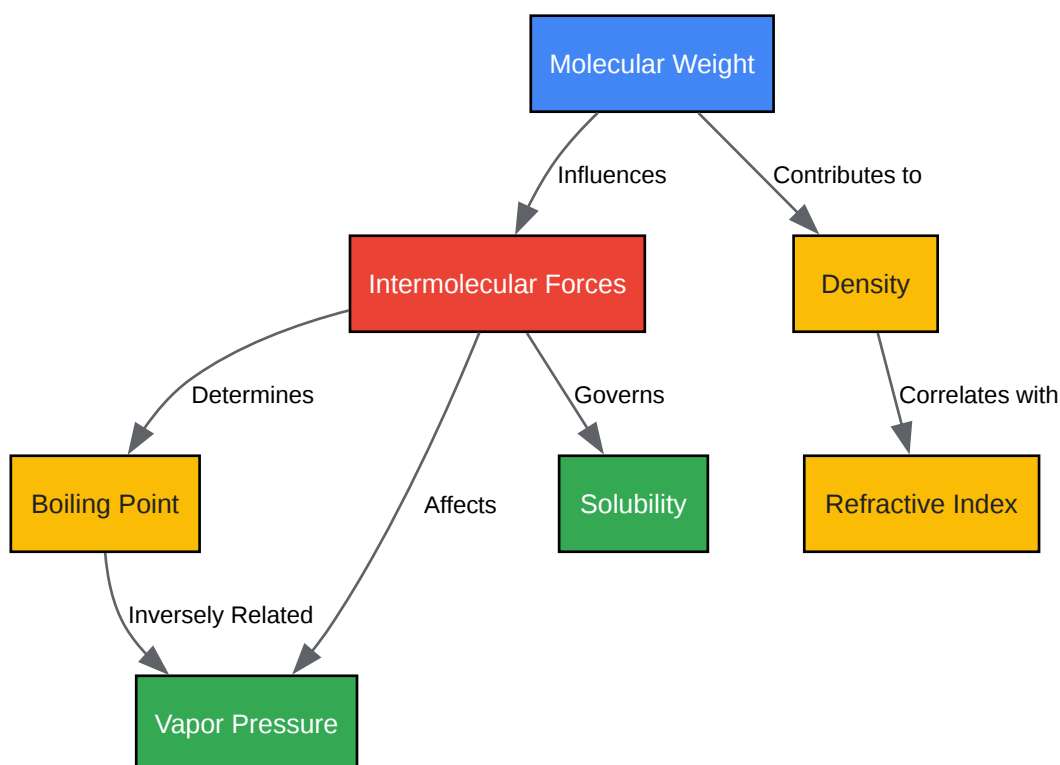 Molecular Weight
Influences
Contributes to
Intermolecular Forces
Density
Determines
Governs
Correlates with
Boiling Point
Affects
Solubility
Refractive Index
Inversely Related
Vapor Pressure